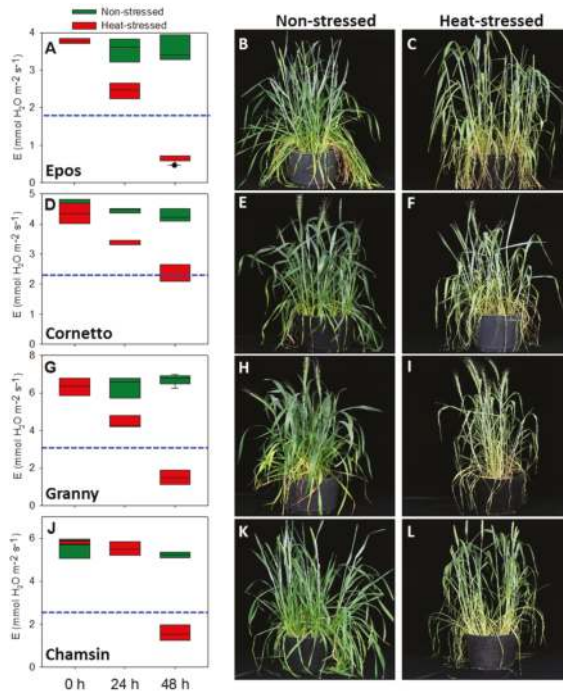 Non-stressed
Heat-stressed
Non-stressed
Heat-stressed
A
B
C
E (mmol H₂O m⁻² s⁻¹)
4
3
2
1
0
Epos
D
E
F
E (mmol H₂O m⁻² s⁻¹)
5
4
3
2
1
0
Cornetto
G
H
I
E (mmol H₂O m⁻² s⁻¹)
8
6
4
2
0
Granny
J
K
L
E (mmol H₂O m⁻² s⁻¹)
6
4
2
0
Chamsin
0 h
24 h
48 h